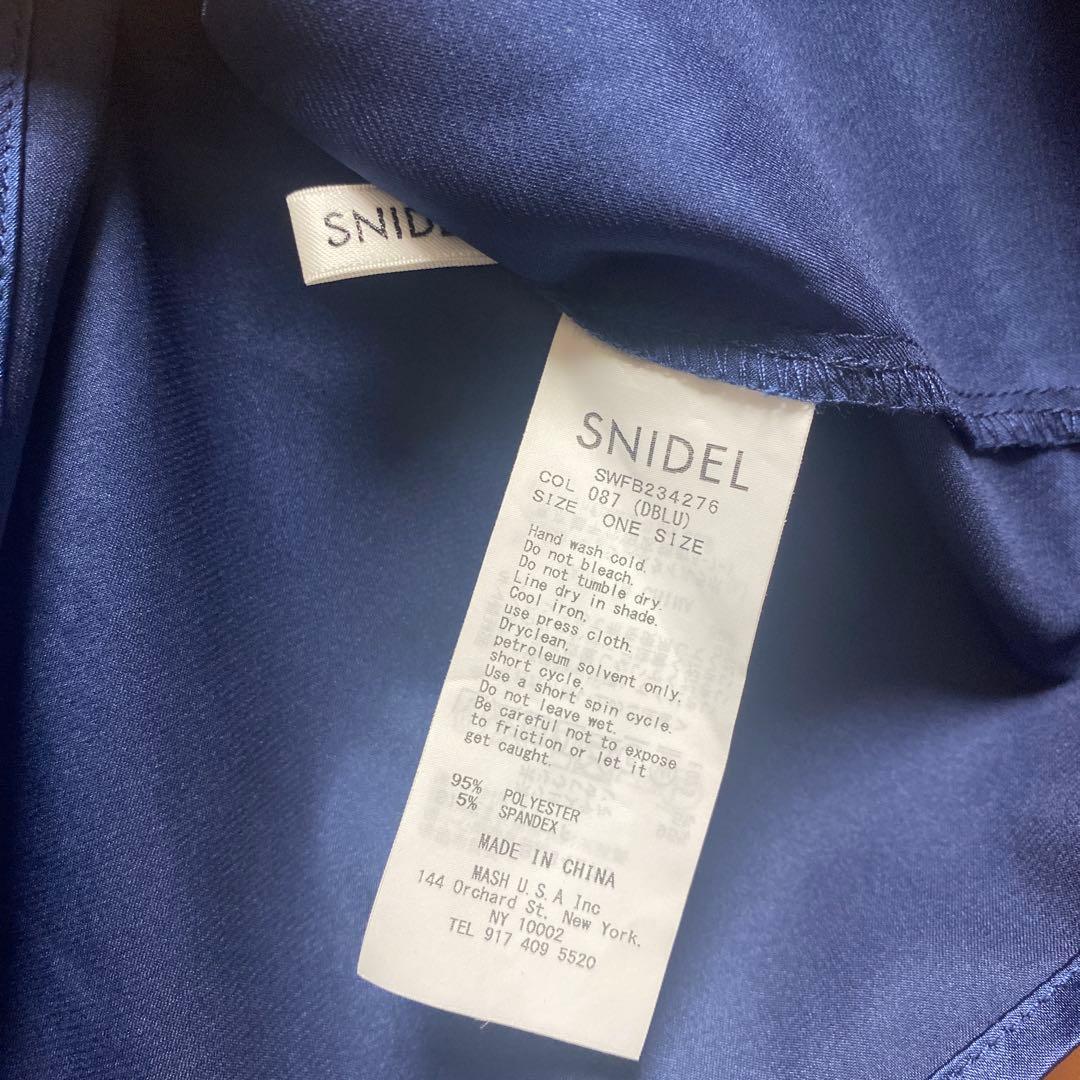 SNIDEL
SWFB234276
COL 087 (DBLU)
SIZE ONE SIZE
Hand wash cold.
Do not bleach.
Do not tumble dry.
Line dry in shade.
Cool iron.
use press cloth.
Dryclean.
petroleum solvent only.
short cycle.
Use a short spin cycle.
Do not leave wet.
Be careful not to expose
to friction or let it
get caught.
95% POLYESTER
5% SPANDEX
MADE IN CHINA
MASH U.S.A Inc
144 Orchard St. New York.
NY 10002
TEL 917 409 5520